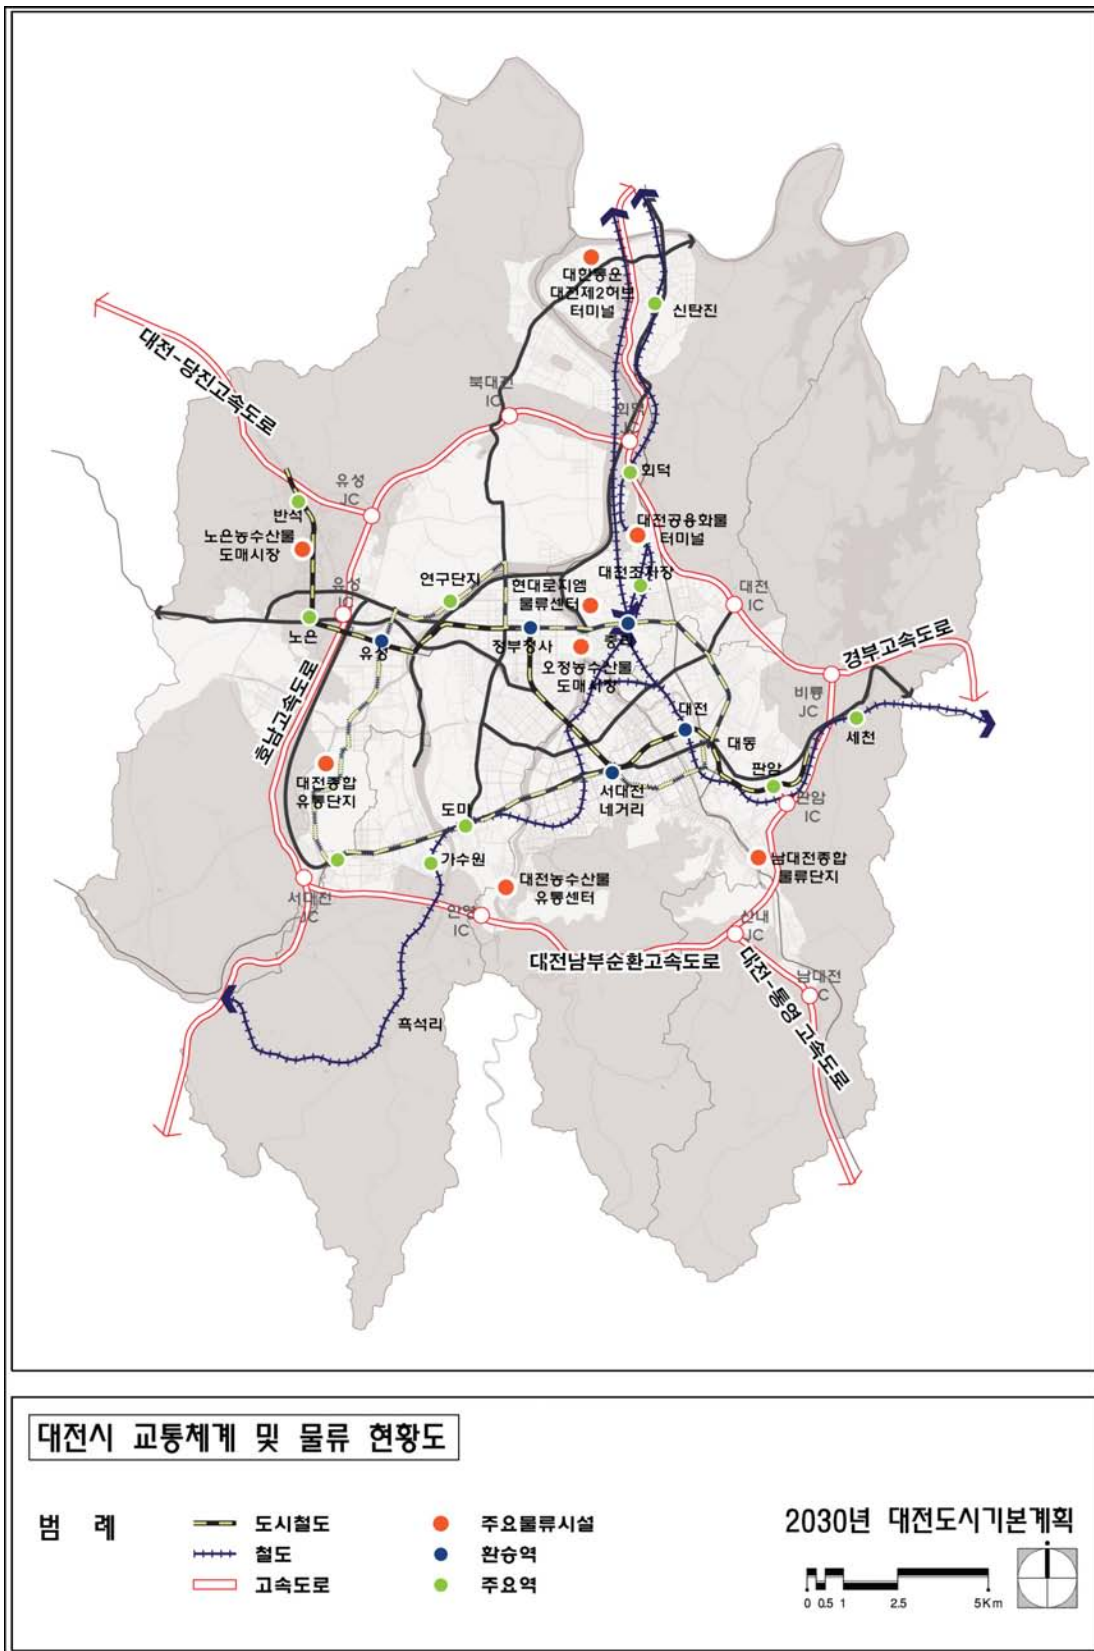 대한통운
대전제2허브
터미널
신탄진
대전-당진고속도로
북대전
IC
회덕
JC
회덕
유성
JC
반석
노은농수산물
도매시장
대전공용화물
터미널
연구단지
현대로지엠
물류센터
대전조차장
유성
IC
대전
IC
노은
유성
정부청사
중리
오정농수산물
도매시장
경부고속도로
비룡
JC
호남고속도로
대전
대동
세천
대전종합
유통단지
서대전
네거리
판암
판암
IC
도마
가수원
남대전종합
물류단지
대전농수산물
유통센터
서대전
JC
안영
IC
산내
JC
대전남부순환고속도로
남대전
IC
대전-통영 고속도로
흑석리
대전시 교통체계 및 물류 현황도
범 례
도시철도
철도
고속도로
주요물류시설
환승역
주요역
2030년 대전도시기본계획
0 0.5 1 2.5 5Km